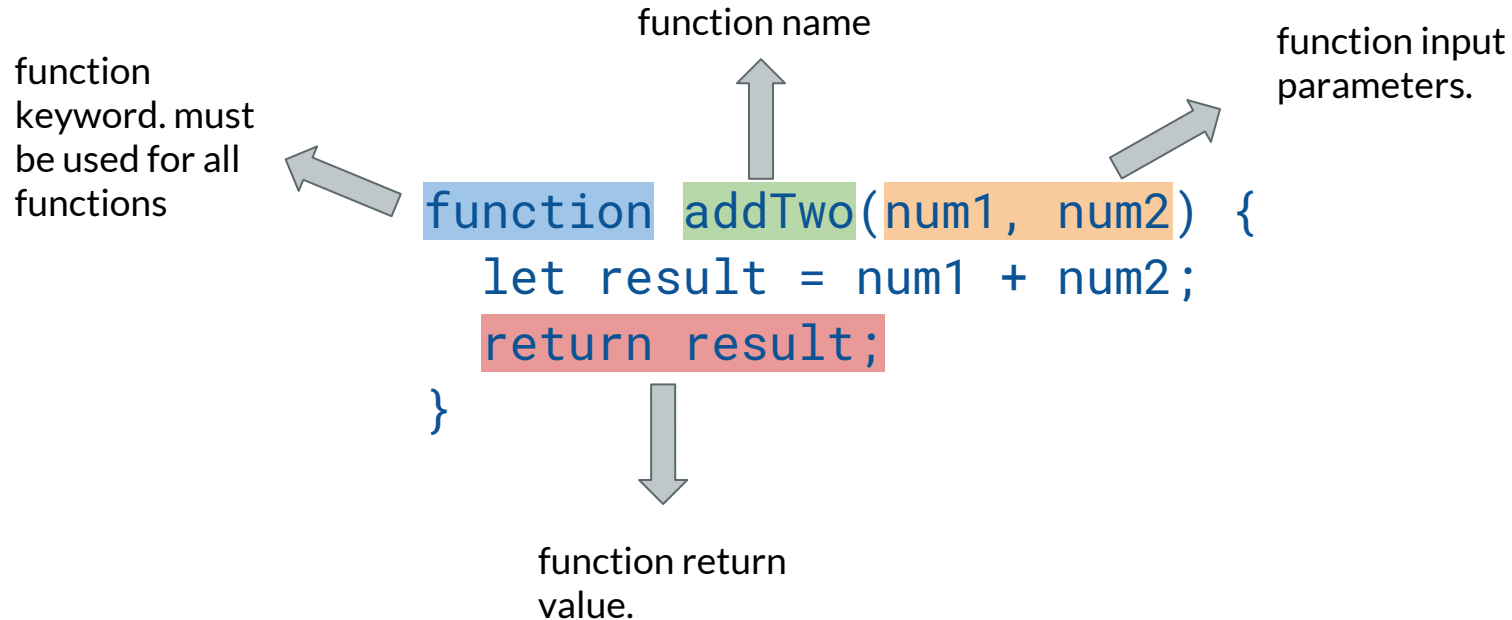 function name
function input
parameters.
function
keyword. must
be used for all
functions
function addTwo(num1, num2) {
let result = num1 + num2;
return result;
}
function return
value.